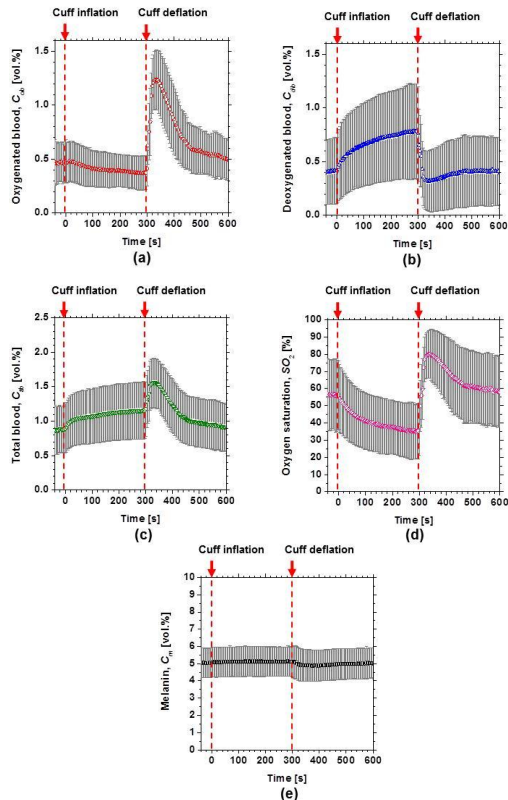 Cuff inflation Cuff deflation
Oxygenated blood, C_ob [vol.%]
1.5
1.0
0.5
0.0
0 100 200 300 400 500 600
Time [s]
(a)
Cuff inflation Cuff deflation
Deoxygenated blood, C_db [vol.%]
1.5
1.0
0.5
0.0
0 100 200 300 400 500 600
Time [s]
(b)
Cuff inflation Cuff deflation
Total blood, C_tb [vol.%]
2.5
2.0
1.5
1.0
0.5
0.0
0 100 200 300 400 500 600
Time [s]
(c)
Cuff inflation Cuff deflation
Oxygen saturation, SO_2 [%]
100
90
80
70
60
50
40
30
20
10
0
0 100 200 300 400 500 600
Time [s]
(d)
Cuff inflation Cuff deflation
Melanin, C_m [vol.%]
10
9
8
7
6
5
4
3
2
1
0
0 100 200 300 400 500 600
Time [s]
(e)